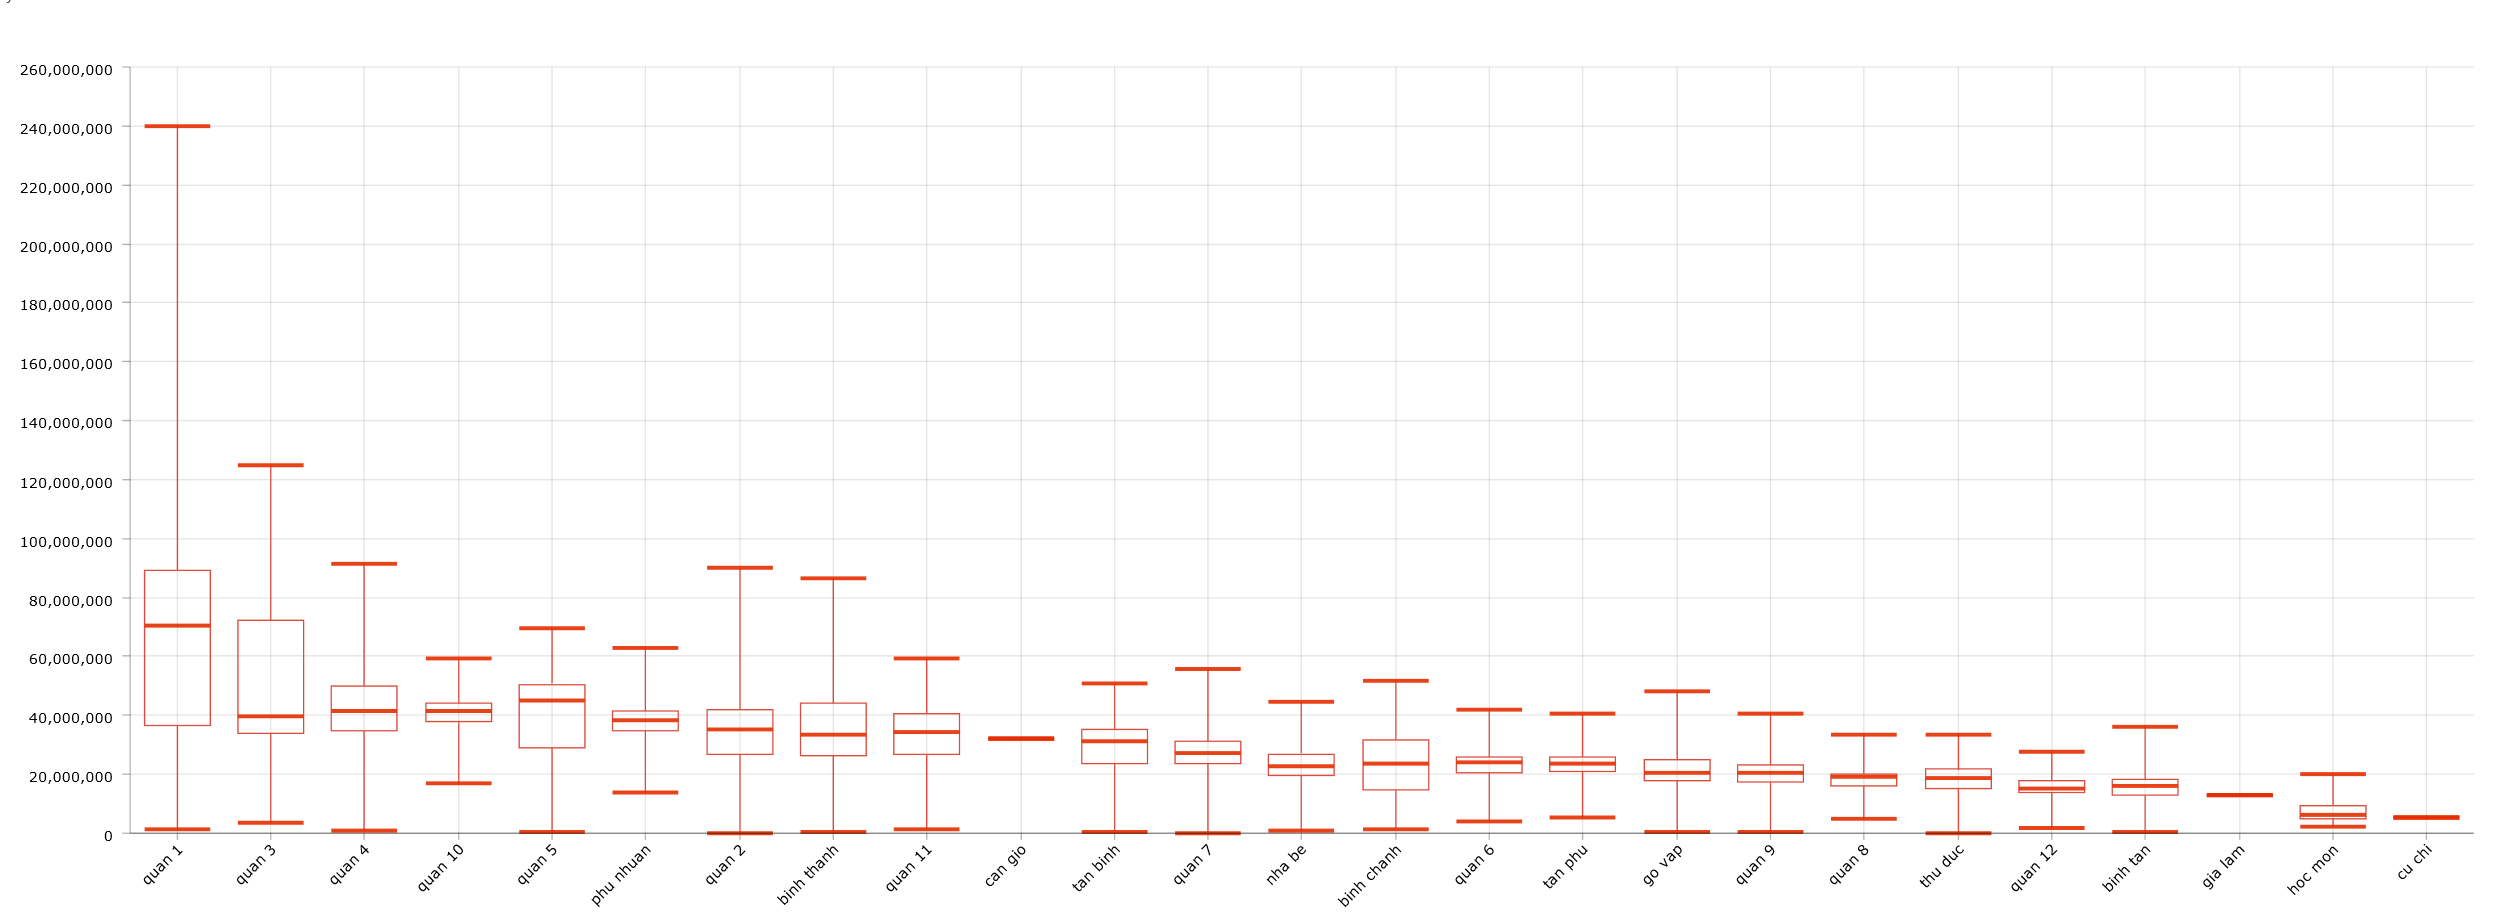 260,000,000
240,000,000
220,000,000
200,000,000
180,000,000
160,000,000
140,000,000
120,000,000
100,000,000
80,000,000
60,000,000
40,000,000
20,000,000
0
quan 1
quan 3
quan 4
quan 10
quan 5
phu nhuan
quan 2
binh thanh
quan 11
can gio
tan binh
quan 7
nha be
binh chanh
quan 6
tan phu
go vap
quan 9
quan 8
thu duc
quan 12
binh tan
gia lam
hoc mon
cu chi